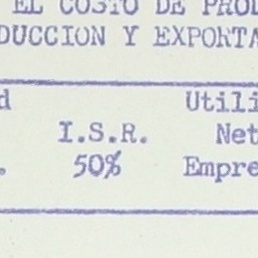 EL COSTO DE PROD
DUCCION Y EXPORTA
d Utili
I.S.R. Net
50% Empre